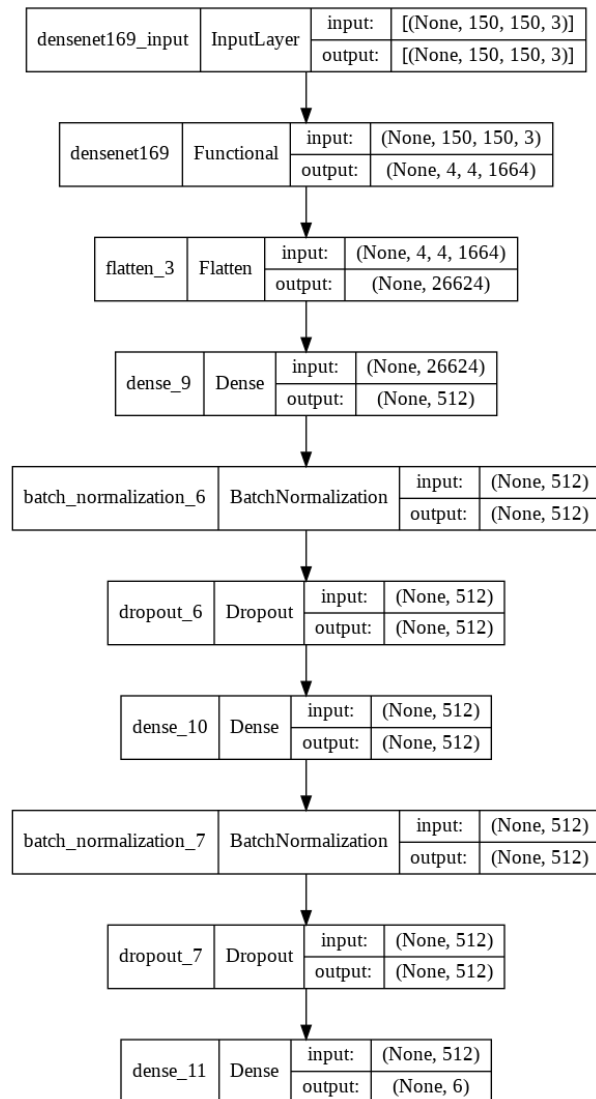 densenet169_input InputLayer input: [(None, 150, 150, 3)]
output: [(None, 150, 150, 3)]
densenet169 Functional input: (None, 150, 150, 3)
output: (None, 4, 4, 1664)
flatten_3 Flatten input: (None, 4, 4, 1664)
output: (None, 26624)
dense_9 Dense input: (None, 26624)
output: (None, 512)
batch_normalization_6 BatchNormalization input: (None, 512)
output: (None, 512)
dropout_6 Dropout input: (None, 512)
output: (None, 512)
dense_10 Dense input: (None, 512)
output: (None, 512)
batch_normalization_7 BatchNormalization input: (None, 512)
output: (None, 512)
dropout_7 Dropout input: (None, 512)
output: (None, 512)
dense_11 Dense input: (None, 512)
output: (None, 6)